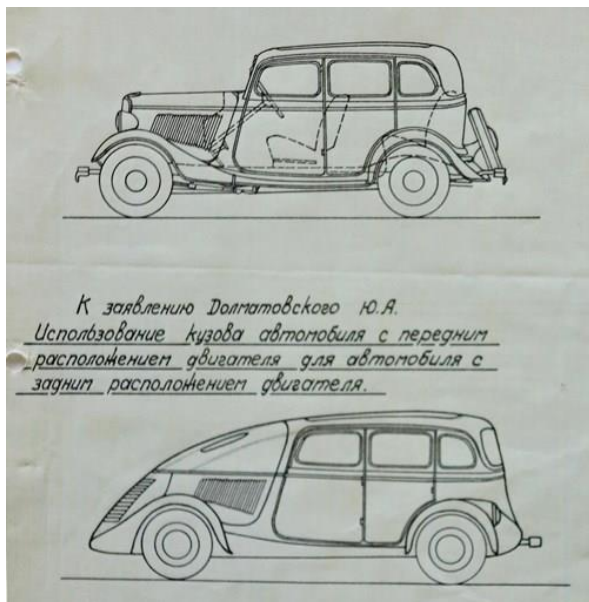 К заявлению Долматовского Ю.А.
Использование кузова автомобиля с передним
расположением двигателя для автомобиля с
задним расположением двигателя.